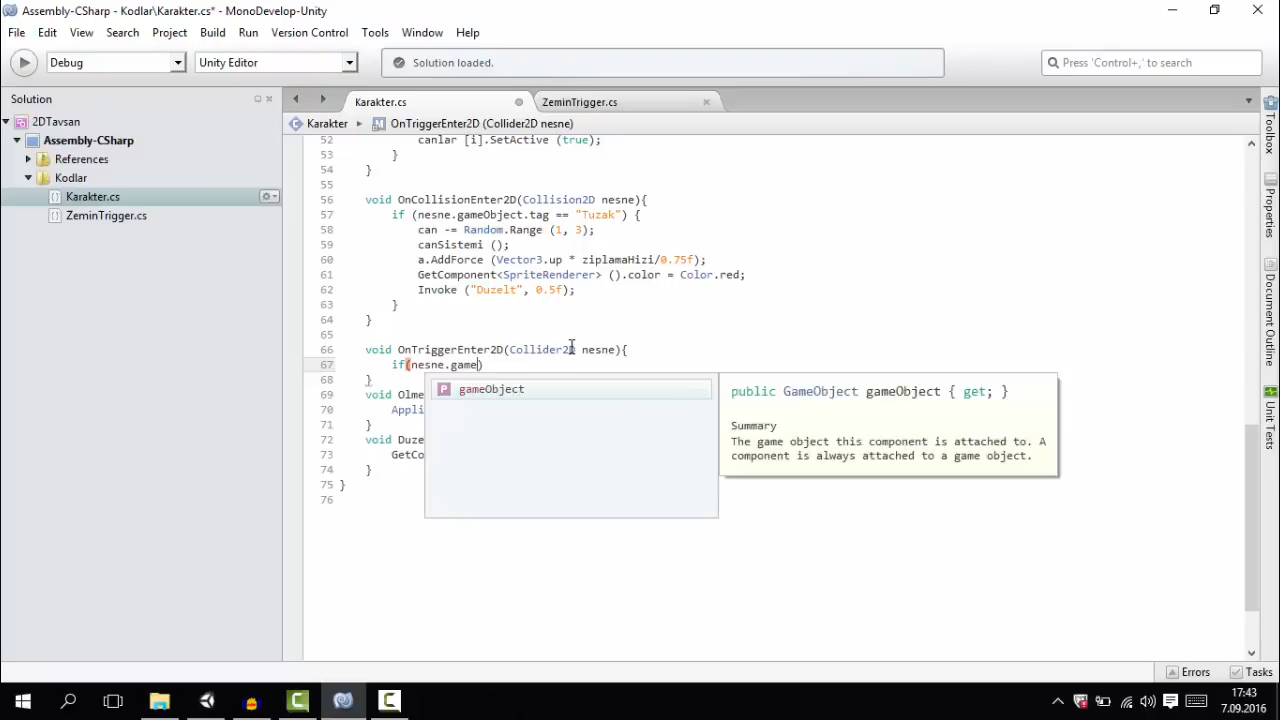 Assembly-CSharp - Kodlar\Karakter.cs* - MonoDevelop-Unity
File Edit View Search Project Build Run Version Control Tools Window Help
Debug Unity Editor Solution loaded. Press 'Control+,' to search
Solution Karakter.cs ZeminTrigger.cs
2DTavsan Karakter OnTriggerEnter2D (Collider2D nesne)
Assembly-CSharp
References
Kodlar
Karakter.cs
ZeminTrigger.cs
52 canlar [i].SetActive (true);
53 }
54 }
55
56 void OnCollisionEnter2D(Collision2D nesne){
57 if (nesne.gameObject.tag == "Tuzak") {
58 can -= Random.Range (1, 3);
59 canSistemi ();
60 a.AddForce (Vector3.up * ziplamaHizi/0.75f);
61 GetComponent<SpriteRenderer> ().color = Color.red;
62 Invoke ("Duzelt", 0.5f);
63 }
64 }
65
66 void OnTriggerEnter2D(Collider2D nesne){
67 if(nesne.game)
68 }
69 void Olme
70 Appli
71 }
72 void Duze
73 GetCo
74 }
75 }
76
gameObject
public GameObject gameObject { get; }
Summary
The game object this component is attached to. A
component is always attached to a game object.
Toolbox
Properties
Document Outline
Unit Tests
Errors Tasks
17:43
7.09.2016